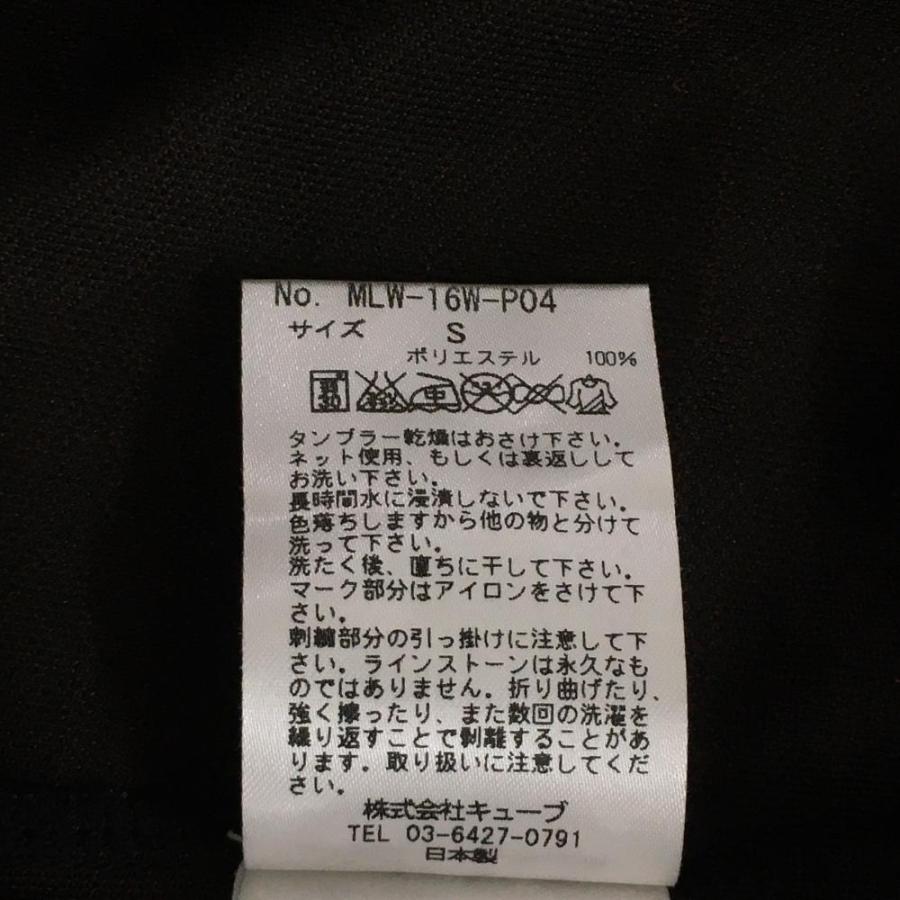 No. MLW-16W-P04
サイズ S
ポリエステル 100%
タンブラー乾燥はおさけ下さい。
ネット使用、もしくは裏返しして
お洗い下さい。
長時間水に浸漬しないで下さい。
色落ちしますから他の物と分けて
洗って下さい。
洗たく後、直ちに干して下さい。
マーク部分はアイロンをさけて下
さい。
刺繍部分の引っ掛けに注意して下
さい。ラインストーンは永久なも
のではありません。折り曲げたり、
強く擦ったり、また数回の洗濯を
繰り返すことで剥離することがあ
ります。取り扱いに注意してくだ
さい。
株式会社キューブ
TEL 03-6427-0791
日本製